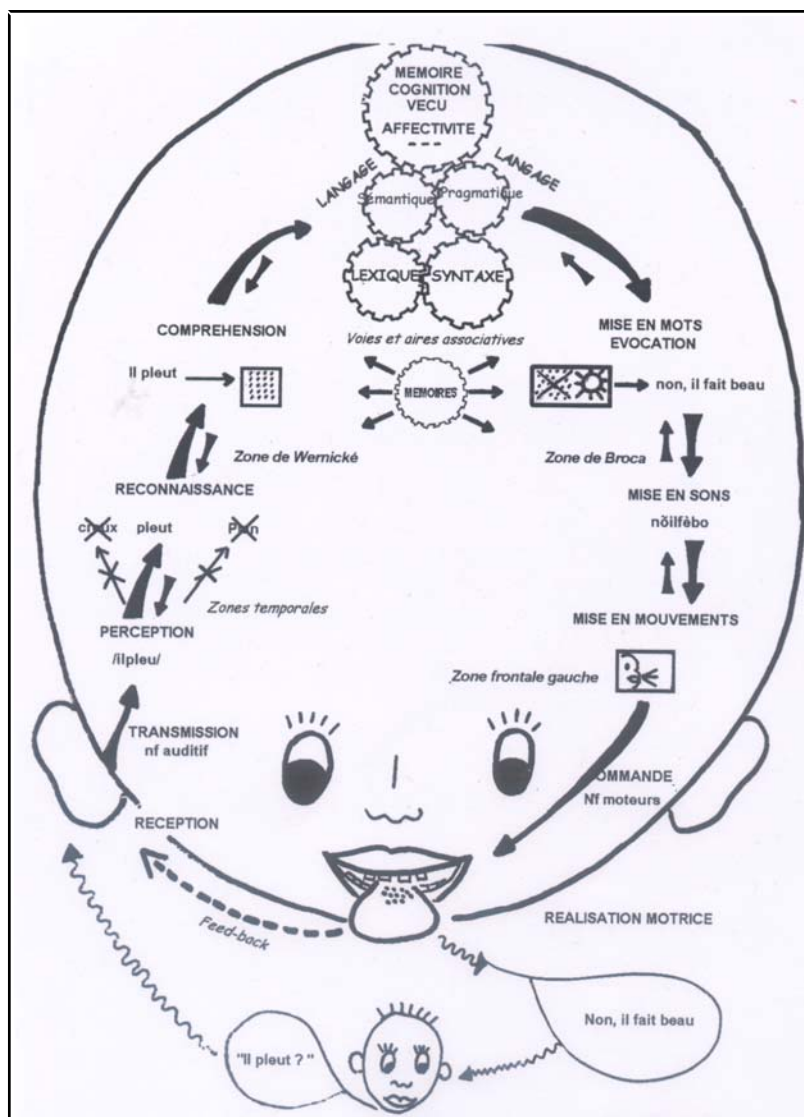 MEMOIRE
COGNITION
VECU
AFFECTIVITE
LANGAGE
LANGAGE
Sémantique
Pragmatique
LEXIQUE
SYNTAXE
COMPREHENSION
Voies et aires associatives
MISE EN MOTS
EVOCATION
Il pleut
MEMOIRES
non, il fait beau
Zone de Wernické
Zone de Broca
RECONNAISSANCE
MISE EN SONS
creux pleut
nõilfèbo
Zones temporales
PERCEPTION
MISE EN MOUVEMENTS
/ilpleu/
Zone frontale gauche
TRANSMISSION
nf auditif
OMMANDE
Nf moteurs
RECEPTION
REALISATION MOTRICE
Feed-back
Non, il fait beau
"Il pleut ? "